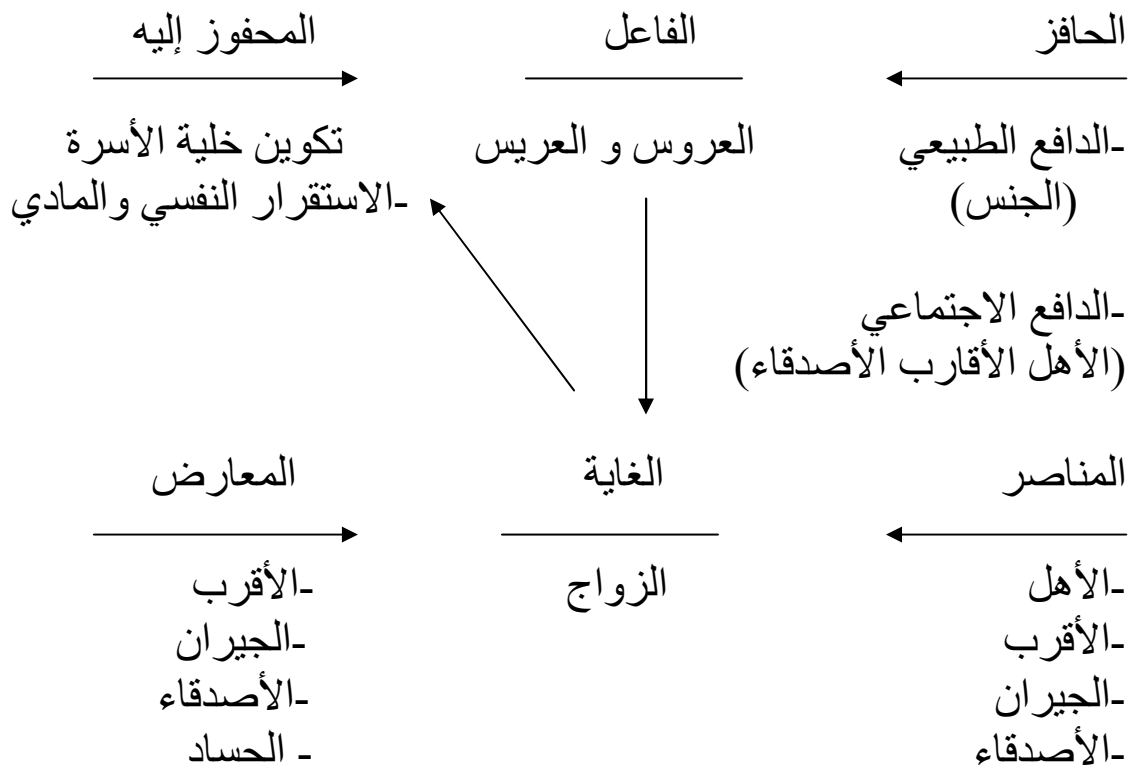 الحافز
الفاعل
المحفوز إليه
-الدافع الطبيعي
(الجنس)
-الدافع الاجتماعي
(الأهل الأقارب الأصدقاء)
العروس و العريس
تكوين خلية الأسرة
-الاستقرار النفسي والمادي
المناصر
الغاية
المعارض
-الأهل
-الأقرب
-الجيران
-الأصدقاء
الزواج
-الأقرب
-الجيران
-الأصدقاء
- الحساد